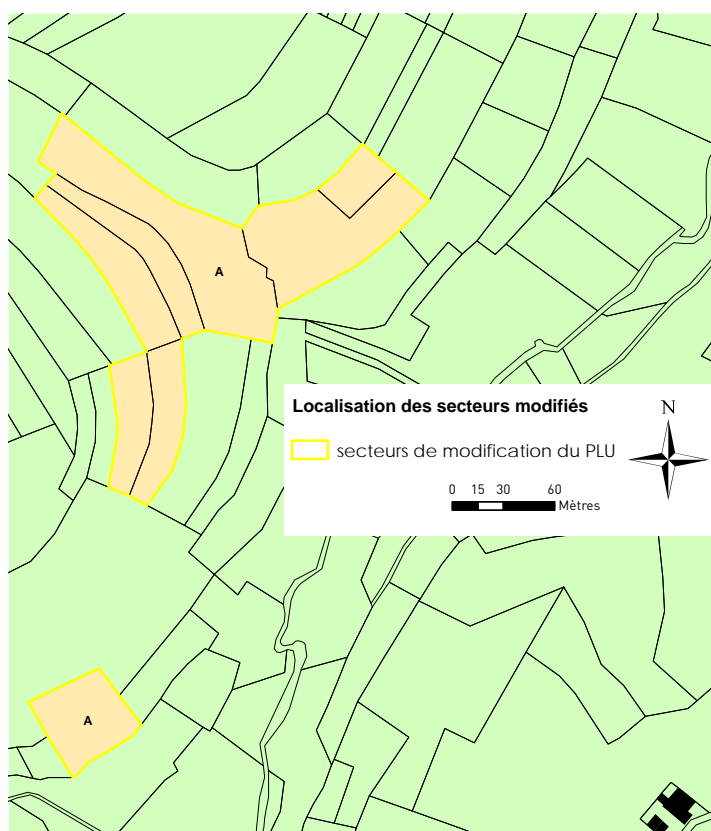 A
Localisation des secteurs modifiés
N
secteurs de modification du PLU
0 15 30 60
Mètres
A